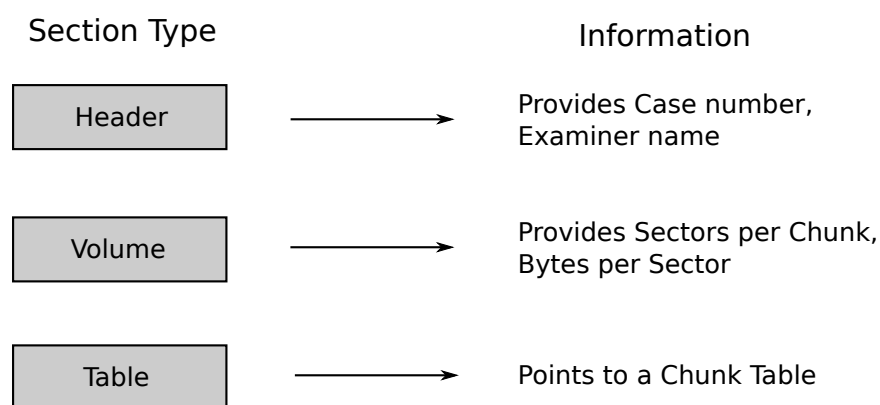 Section Type
Information
Header
Provides Case number,
Examiner name
Volume
Provides Sectors per Chunk,
Bytes per Sector
Table
Points to a Chunk Table